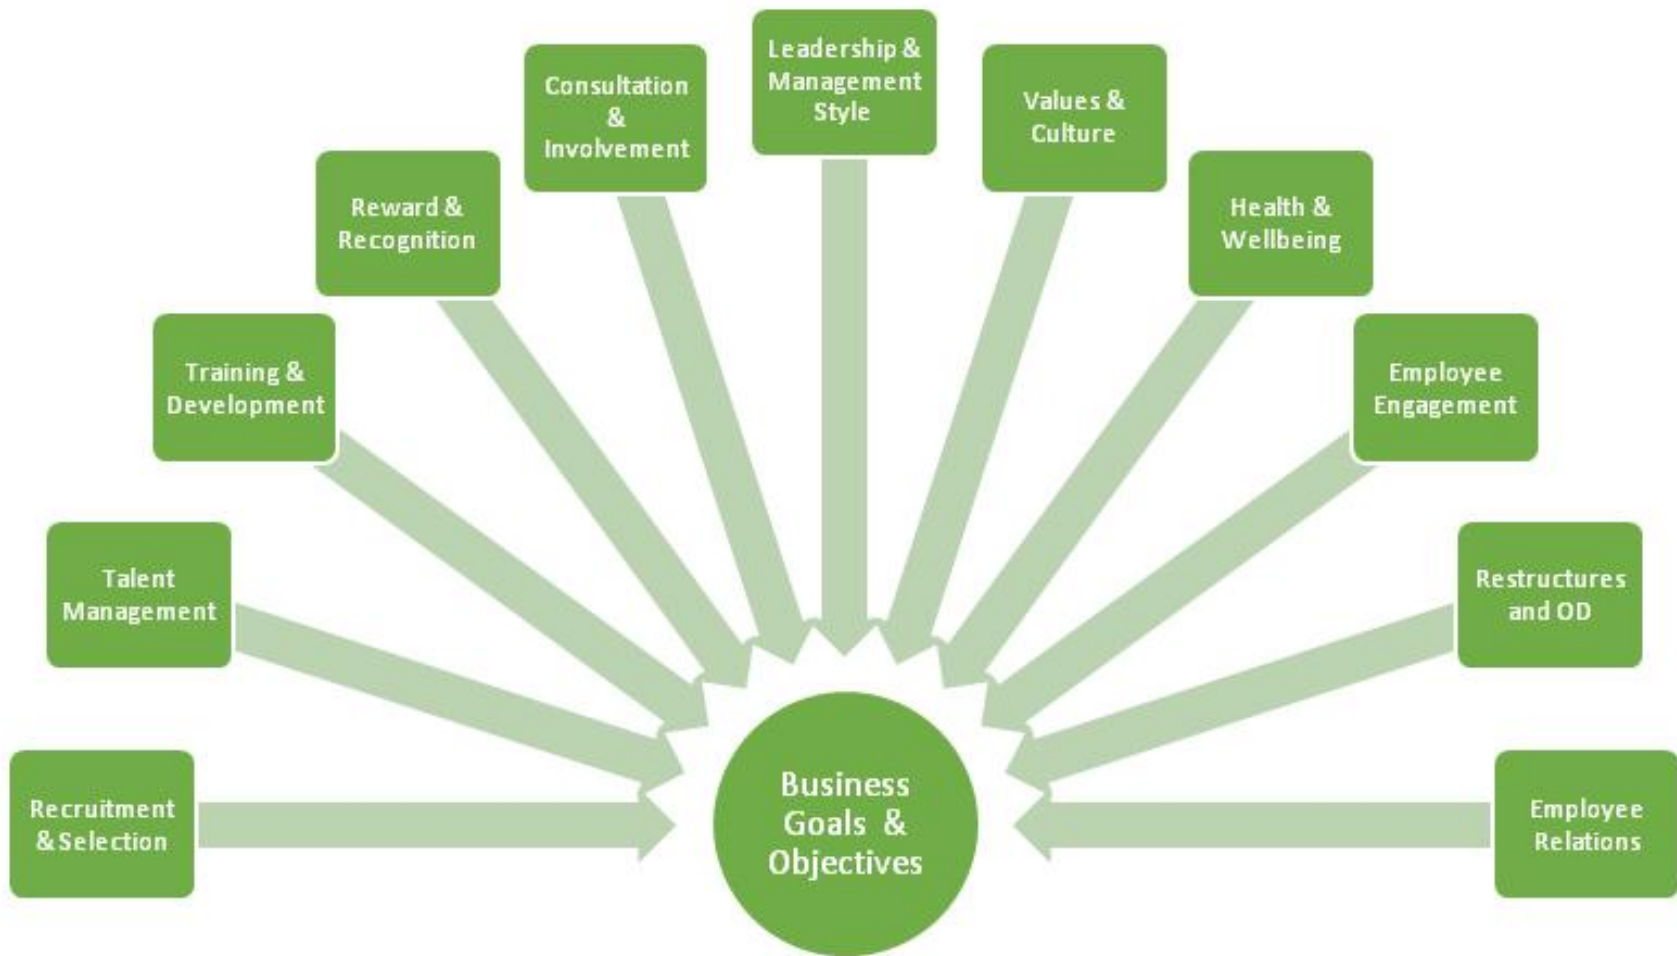 Leadership &
Management
Style
Consultation
&
Involvement
Values &
Culture
Reward &
Recognition
Health &
Wellbeing
Training &
Development
Employee
Engagement
Talent
Management
Restructures
and OD
Recruitment
& Selection
Business
Goals & 
Objectives
Employee
Relations